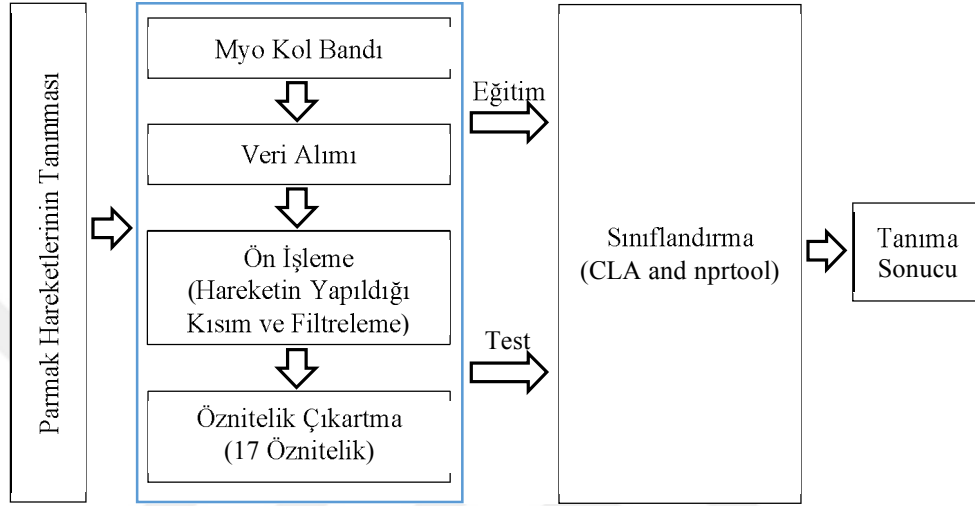 Parmak Hareketlerinin Tanınması
Myo Kol Bandı
Veri Alımı
Ön İşleme
(Hareketin Yapıldığı
Kısım ve Filtreleme)
Öznitelik Çıkartma
(17 Öznitelik)
Eğitim
Test
Sınıflandırma
(CLA and nprtool)
Tanıma
Sonucu